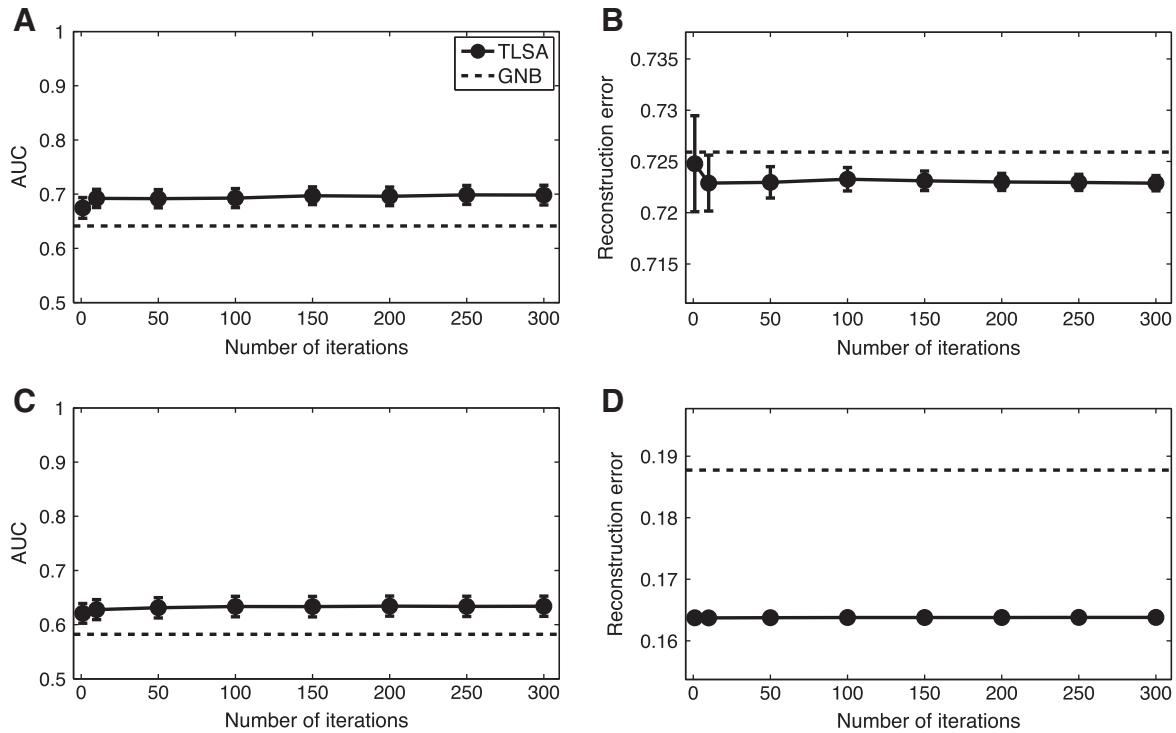 A
1
0.9
0.8
0.7
0.6
0.5
AUC
TLSA
GNB
0 50 100 150 200 250 300
Number of iterations
B
0.735
0.73
0.725
0.72
0.715
Reconstruction error
0 50 100 150 200 250 300
Number of iterations
C
1
0.9
0.8
0.7
0.6
0.5
AUC
0 50 100 150 200 250 300
Number of iterations
D
0.19
0.18
0.17
0.16
Reconstruction error
0 50 100 150 200 250 300
Number of iterations